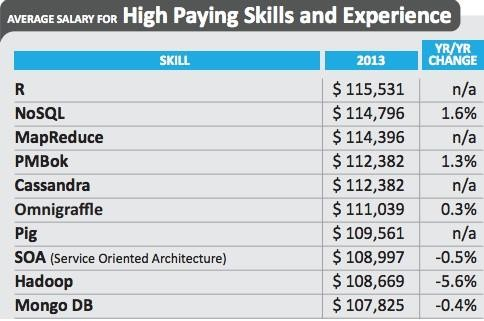 AVERAGE SALARY FOR High Paying Skills and Experience
SKILL 2013 YR/YR CHANGE
R $ 115,531 n/a
NoSQL $ 114,796 1.6%
MapReduce $ 114,396 n/a
PMBok $ 112,382 1.3%
Cassandra $ 112,382 n/a
Omnigraffle $ 111,039 0.3%
Pig $ 109,561 n/a
SOA (Service Oriented Architecture) $ 108,997 -0.5%
Hadoop $ 108,669 -5.6%
Mongo DB $ 107,825 -0.4%